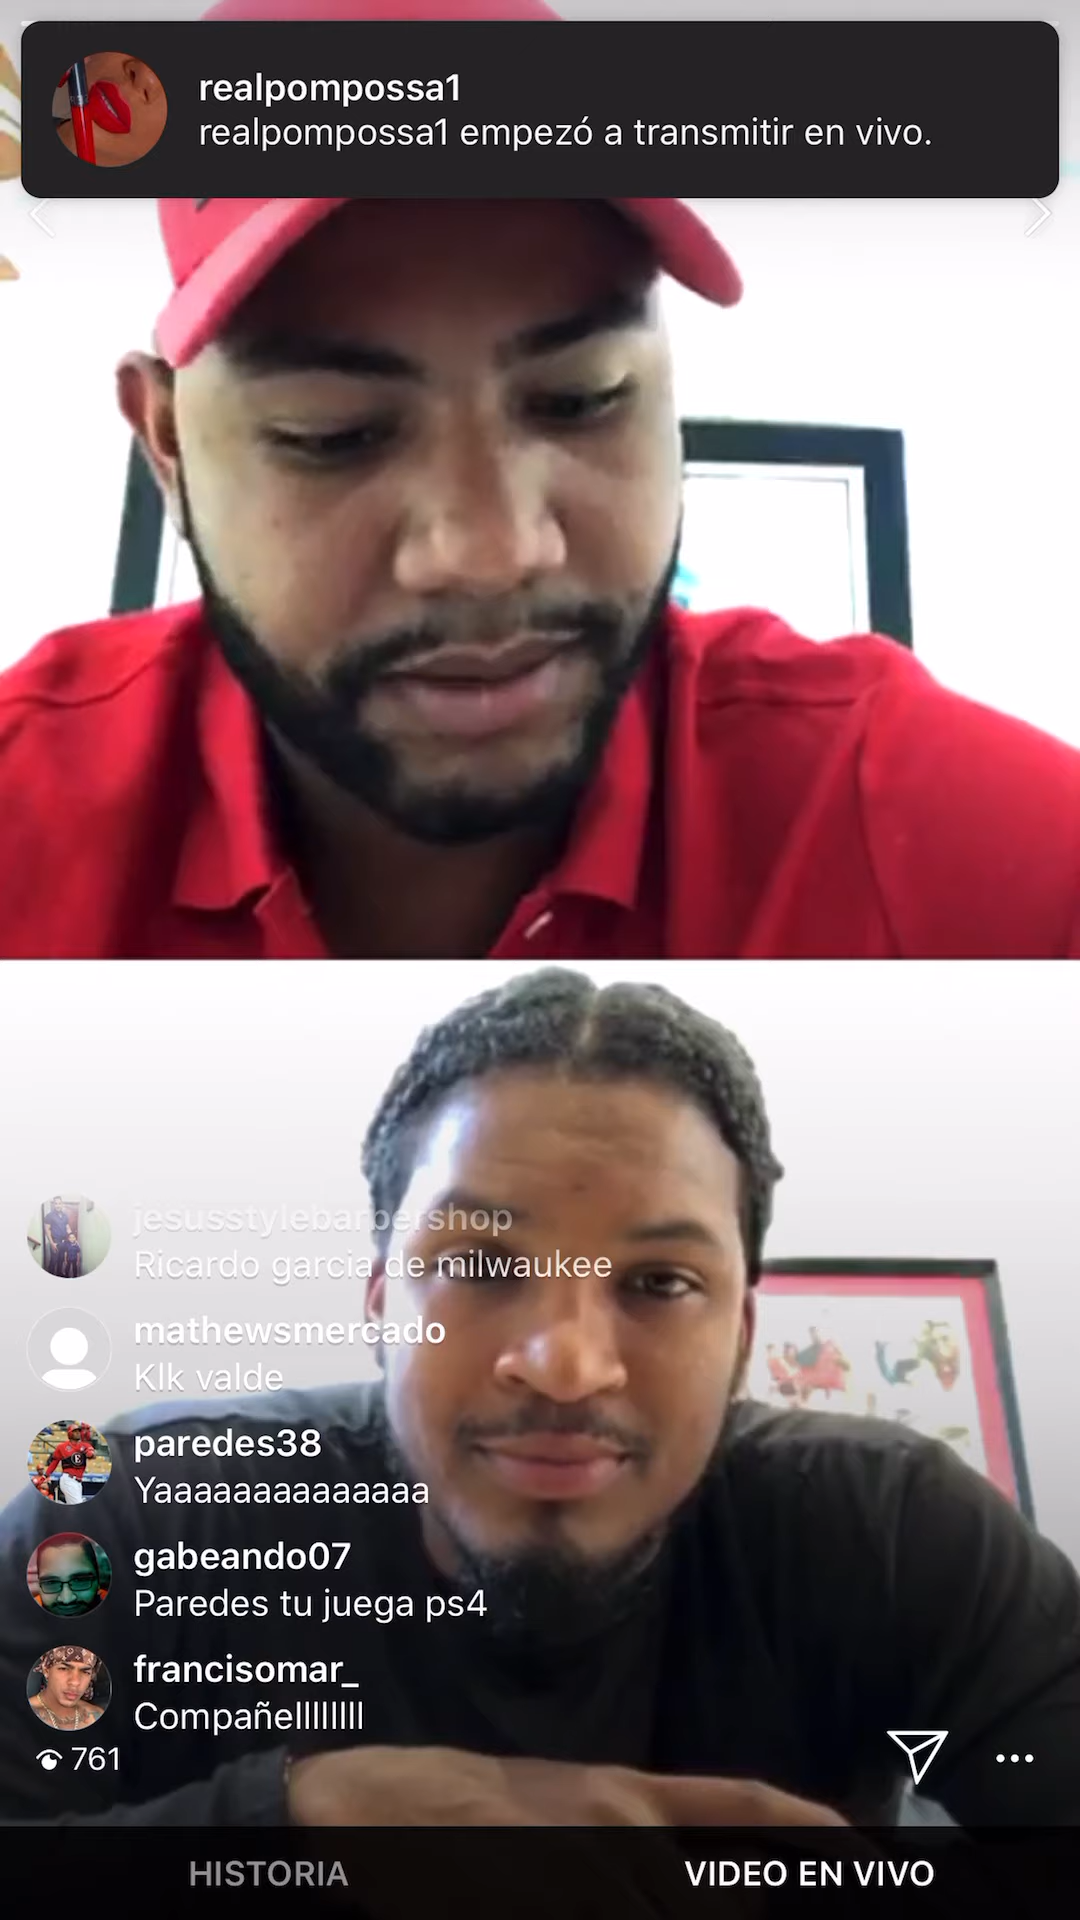 realpompossa1
realpompossa1 empezó a transmitir en vivo.
jesusstylebarbershop
Ricardo garcia de milwaukee
mathewsmercado
Klk valde
paredes38
Yaaaaaaaaaaaaaa
gabeando07
Paredes tu juega ps4
francisomar_
Compañellllllll
761
HISTORIA
VIDEO EN VIVO